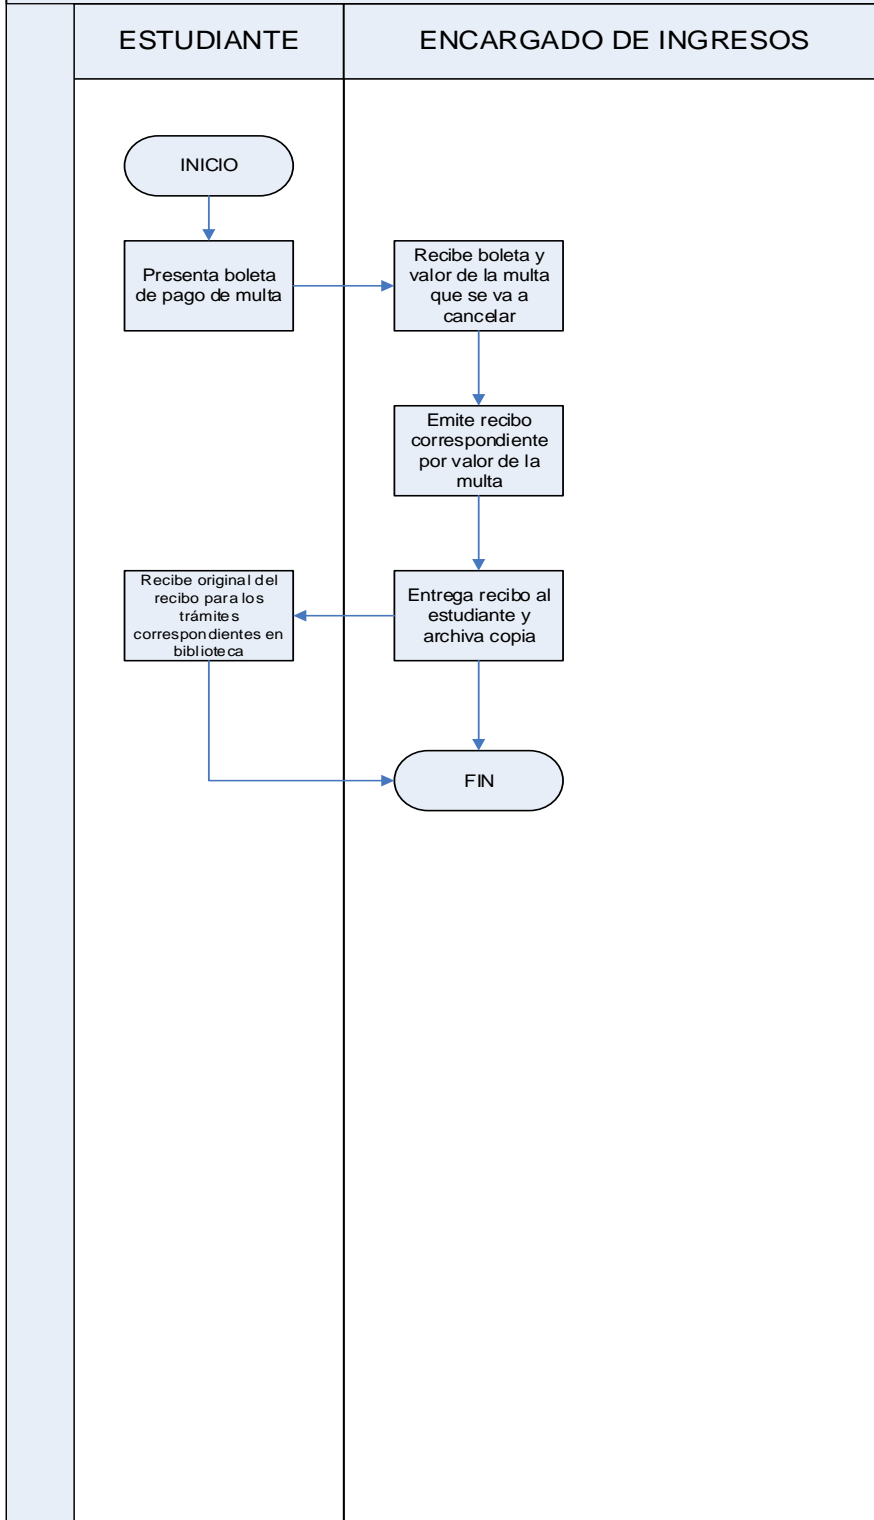 ESTUDIANTE
ENCARGADO DE INGRESOS
INICIO
Presenta boleta
de pago de multa
Recibe boleta y
valor de la multa
que se va a
cancelar
Emite recibo
correspondiente
por valor de la
multa
Entrega recibo al
estudiante y
archiva copia
Recibe original del
recibo para los
trámites
correspondientes en
biblioteca
FIN